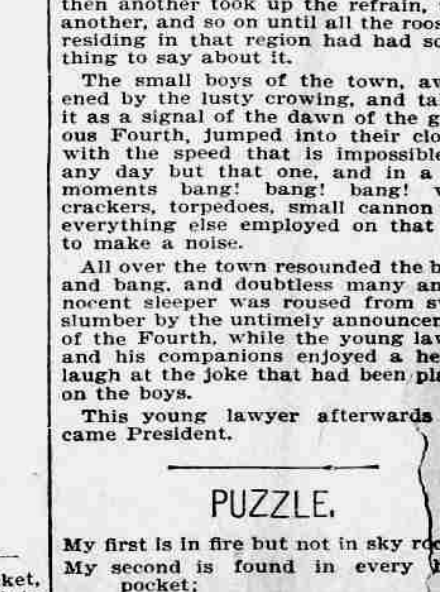 then another took up the refrain,
another, and so on until all the roos
residing in that region had had so
thing to say about it.
The small boys of the town, aw
ened by the lusty crowing, and ta
it as a signal of the dawn of the g
ous Fourth, jumped into their clo
with the speed that is impossible
any day but that one, and in a
moments bang! bang! bang!
crackers, torpedoes, small cannon
everything else employed on that
to make a noise.
All over the town resounded the b
and bang, and doubtless many an
nocent sleeper was roused from s
slumber by the untimely announcer
of the Fourth, while the young law
and his companions enjoyed a he
laugh at the joke that had been pla
on the boys.
This young lawyer afterwards
came President.
PUZZLE.
My first is in fire but not in sky roc
My second is found in every
pocket;
ket,